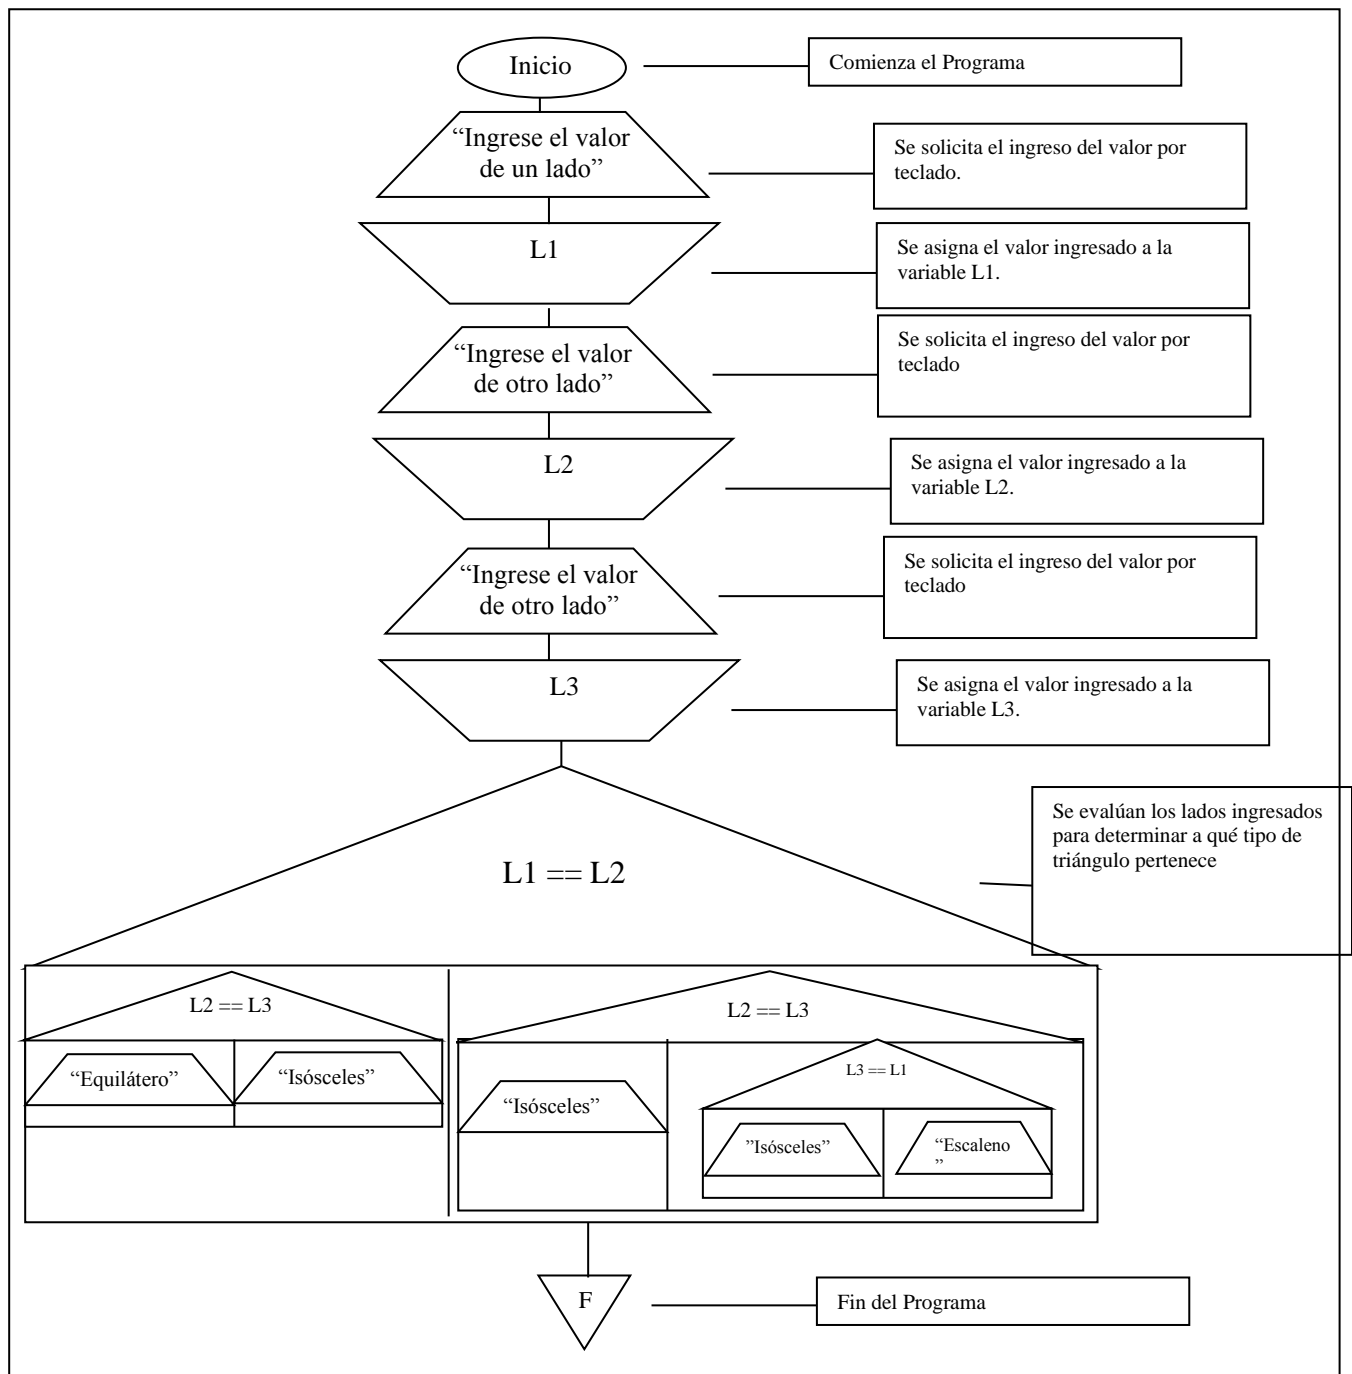 Inicio
Comienza el Programa
“Ingrese el valor
de un lado”
Se solicita el ingreso del valor por
teclado.
L1
Se asigna el valor ingresado a la
variable L1.
“Ingrese el valor
de otro lado”
Se solicita el ingreso del valor por
teclado
L2
Se asigna el valor ingresado a la
variable L2.
“Ingrese el valor
de otro lado”
Se solicita el ingreso del valor por
teclado
L3
Se asigna el valor ingresado a la
variable L3.
Se evalúan los lados ingresados
para determinar a qué tipo de
triángulo pertenece
L1 == L2
L2 == L3
L2 == L3
“Equilátero”
“Isósceles”
“Isósceles”
L3 == L1
”Isósceles”
“Escaleno
”
F
Fin del Programa